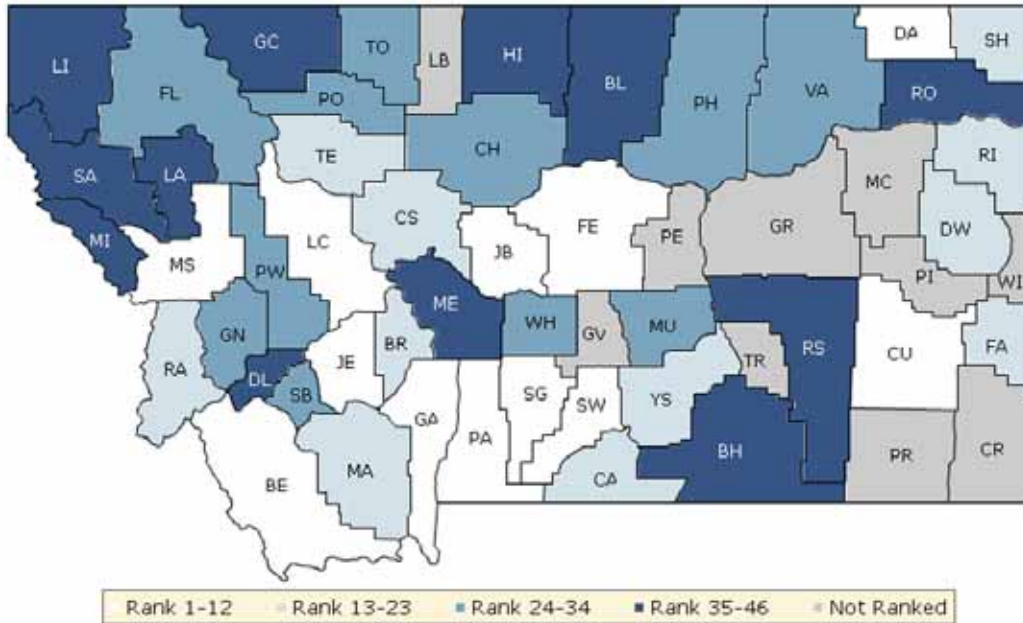 DA
SH
LI
GC
TO
LB
HI
BL
PH
VA
RO
FL
PO
CH
TE
RI
SA
LA
MC
CS
FE
GR
DW
MI
LC
JB
PE
MS
PW
PI
WI
ME
WH
GV
MU
RS
GN
BR
FA
RA
JE
TR
CU
DL
SB
SG
YS
SW
GA
PA
BH
PR
CR
MA
BE
CA
Rank 1-12 Rank 13-23 Rank 24-34 Rank 35-46 Not Ranked